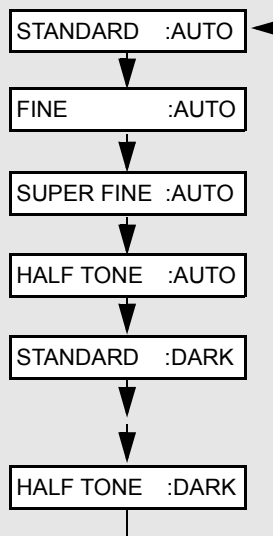 STANDARD :AUTO
FINE :AUTO
SUPER FINE :AUTO
HALF TONE :AUTO
STANDARD :DARK
HALF TONE :DARK